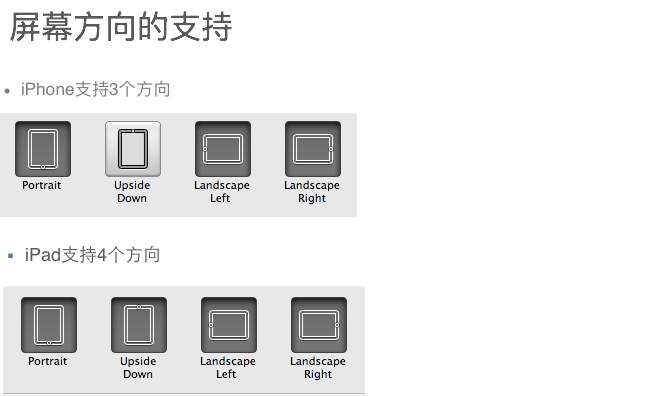 屏幕方向的支持
• iPhone支持3个方向
Portrait
Upside
Down
Landscape
Left
Landscape
Right
▪ iPad支持4个方向
Portrait
Upside
Down
Landscape
Left
Landscape
Right